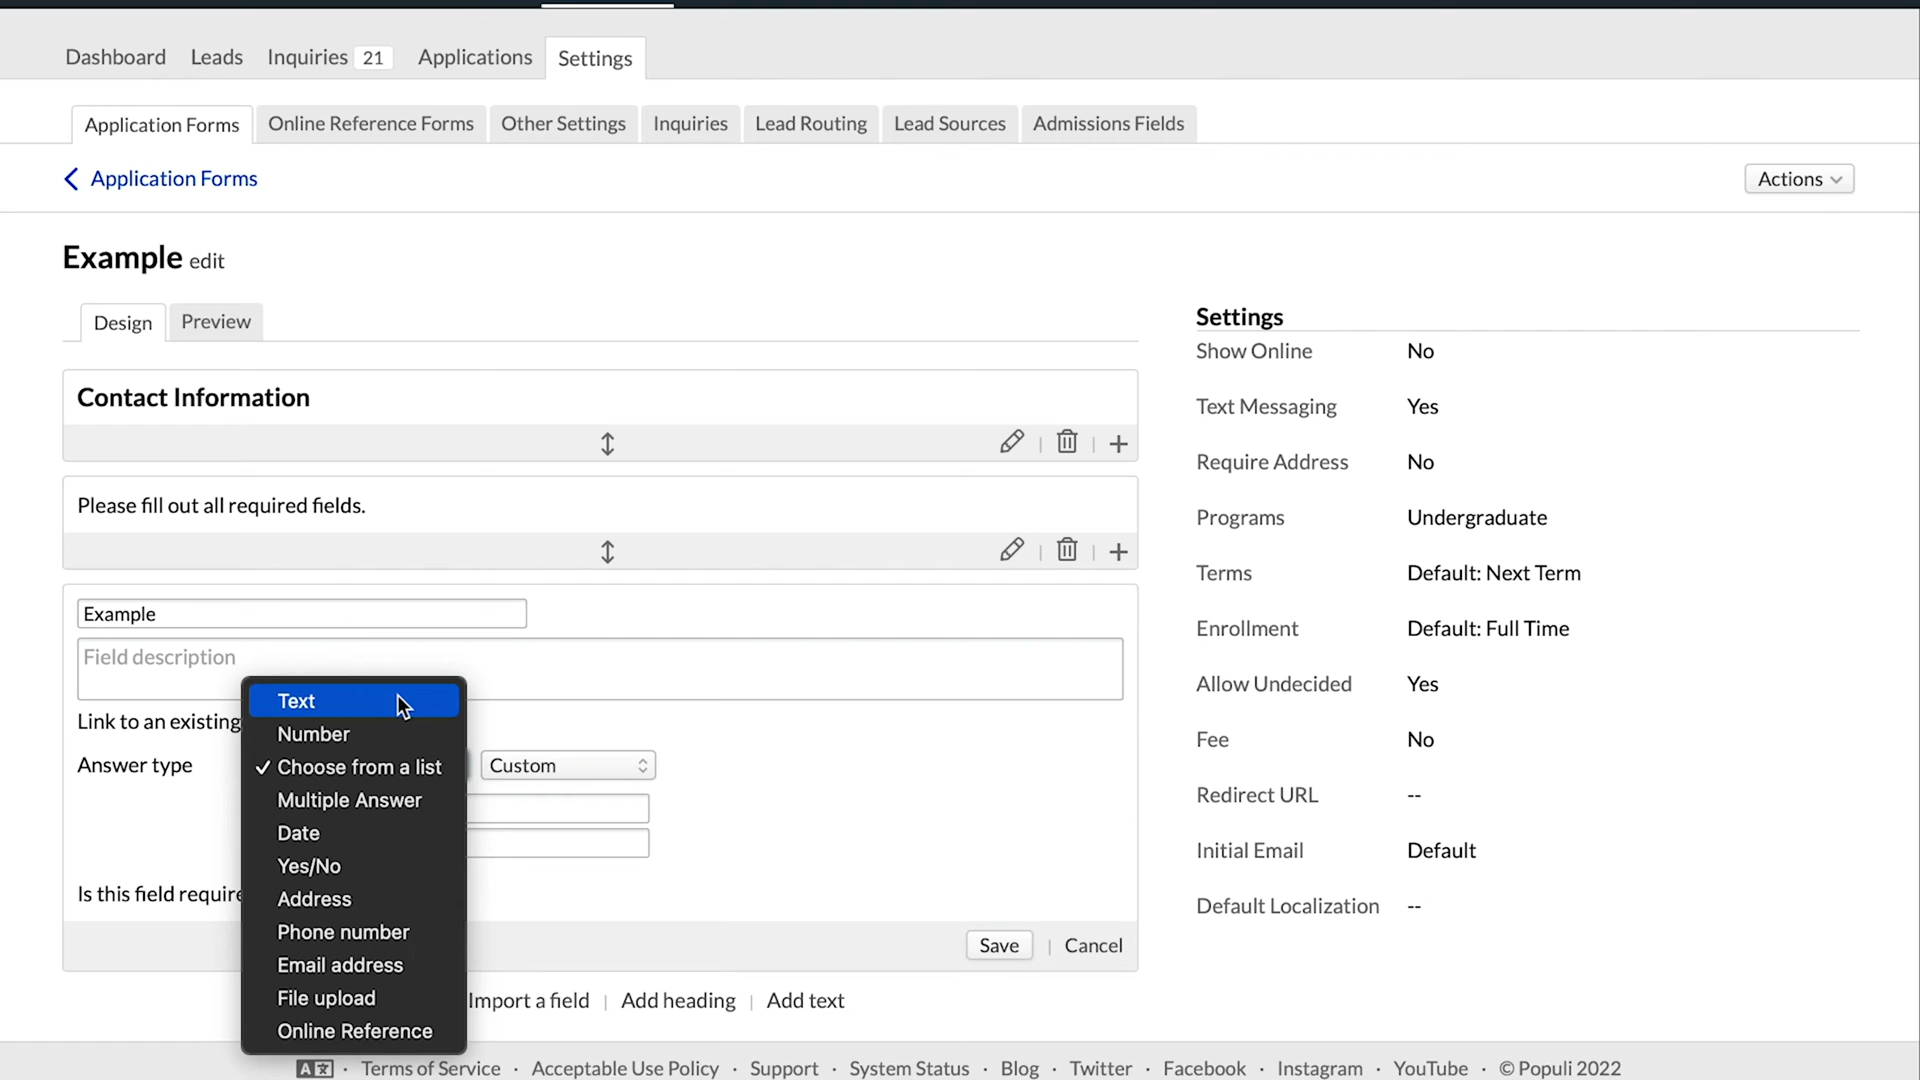 Dashboard Leads Inquiries 21 Applications Settings
Application Forms Online Reference Forms Other Settings Inquiries Lead Routing Lead Sources Admissions Fields
Application Forms
Actions
Example edit
Design Preview
Contact Information
Please fill out all required fields.
Example
Field description
Link to an existing
Answer type
Custom
Is this field require
Text
Number
✓ Choose from a list
Multiple Answer
Date
Yes/No
Address
Phone number
Email address
File upload
Online Reference
Save | Cancel
Import a field | Add heading | Add text
Settings
Show Online No
Text Messaging Yes
Require Address No
Programs Undergraduate
Terms Default: Next Term
Enrollment Default: Full Time
Allow Undecided Yes
Fee No
Redirect URL --
Initial Email Default
Default Localization --
· Terms of Service · Acceptable Use Policy · Support · System Status · Blog · Twitter · Facebook · Instagram · YouTube · © Populi 2022